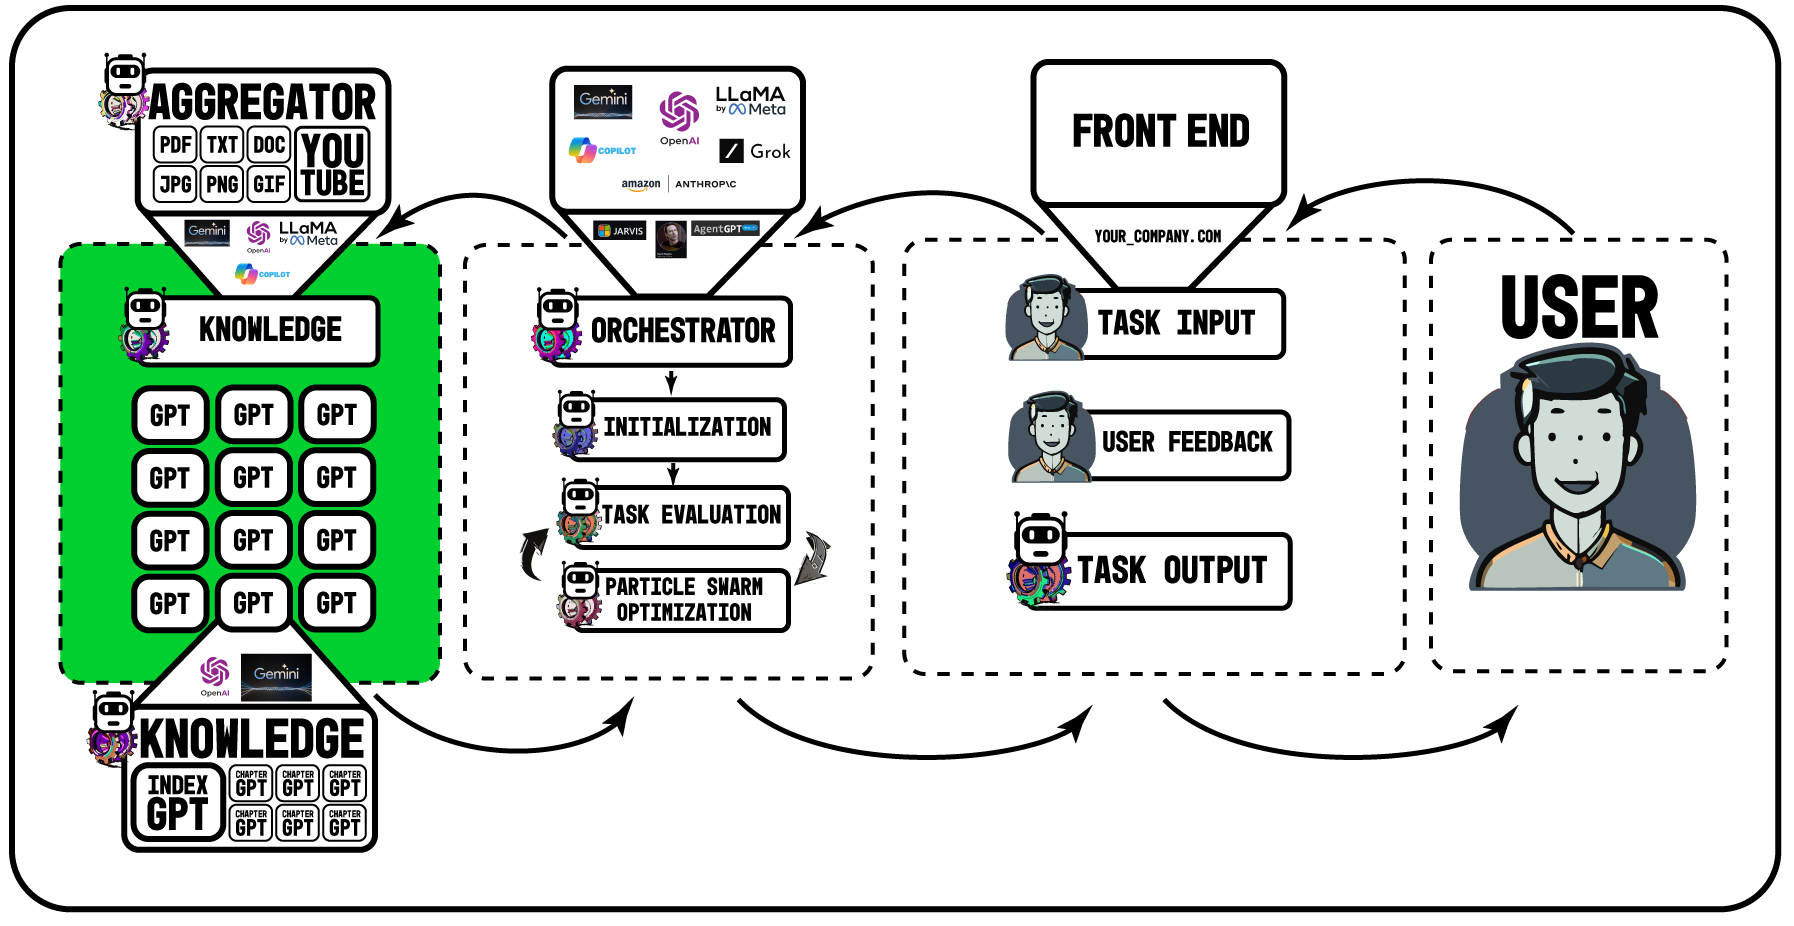 AGGREGATOR
PDF TXT DOC
JPG PNG GIF
YOU
TUBE
Gemini
OpenAI
LLaMA
by Meta
COPILOT
KNOWLEDGE
GPT GPT GPT
GPT GPT GPT
GPT GPT GPT
GPT GPT GPT
OpenAI
Gemini
KNOWLEDGE
INDEX
GPT
CHAPTER
GPT
CHAPTER
GPT
CHAPTER
GPT
CHAPTER
GPT
CHAPTER
GPT
CHAPTER
GPT
Gemini
OpenAI
LLaMA
by Meta
COPILOT
Grok
amazon
ANTHROP\C
JARVIS
AgentGPT
ORCHESTRATOR
INITIALIZATION
TASK EVALUATION
PARTICLE SWARM
OPTIMIZATION
FRONT END
YOUR_COMPANY.COM
TASK INPUT
USER FEEDBACK
TASK OUTPUT
USER